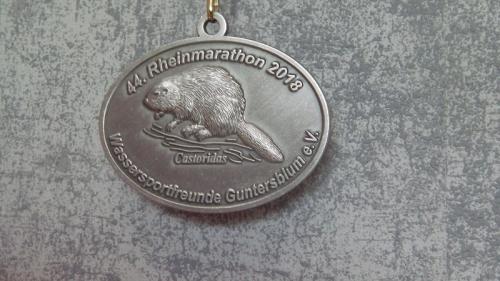 44. Rheinmarathon 2018
Castoridas
Wassersportfreunde Guntersblum e.V.